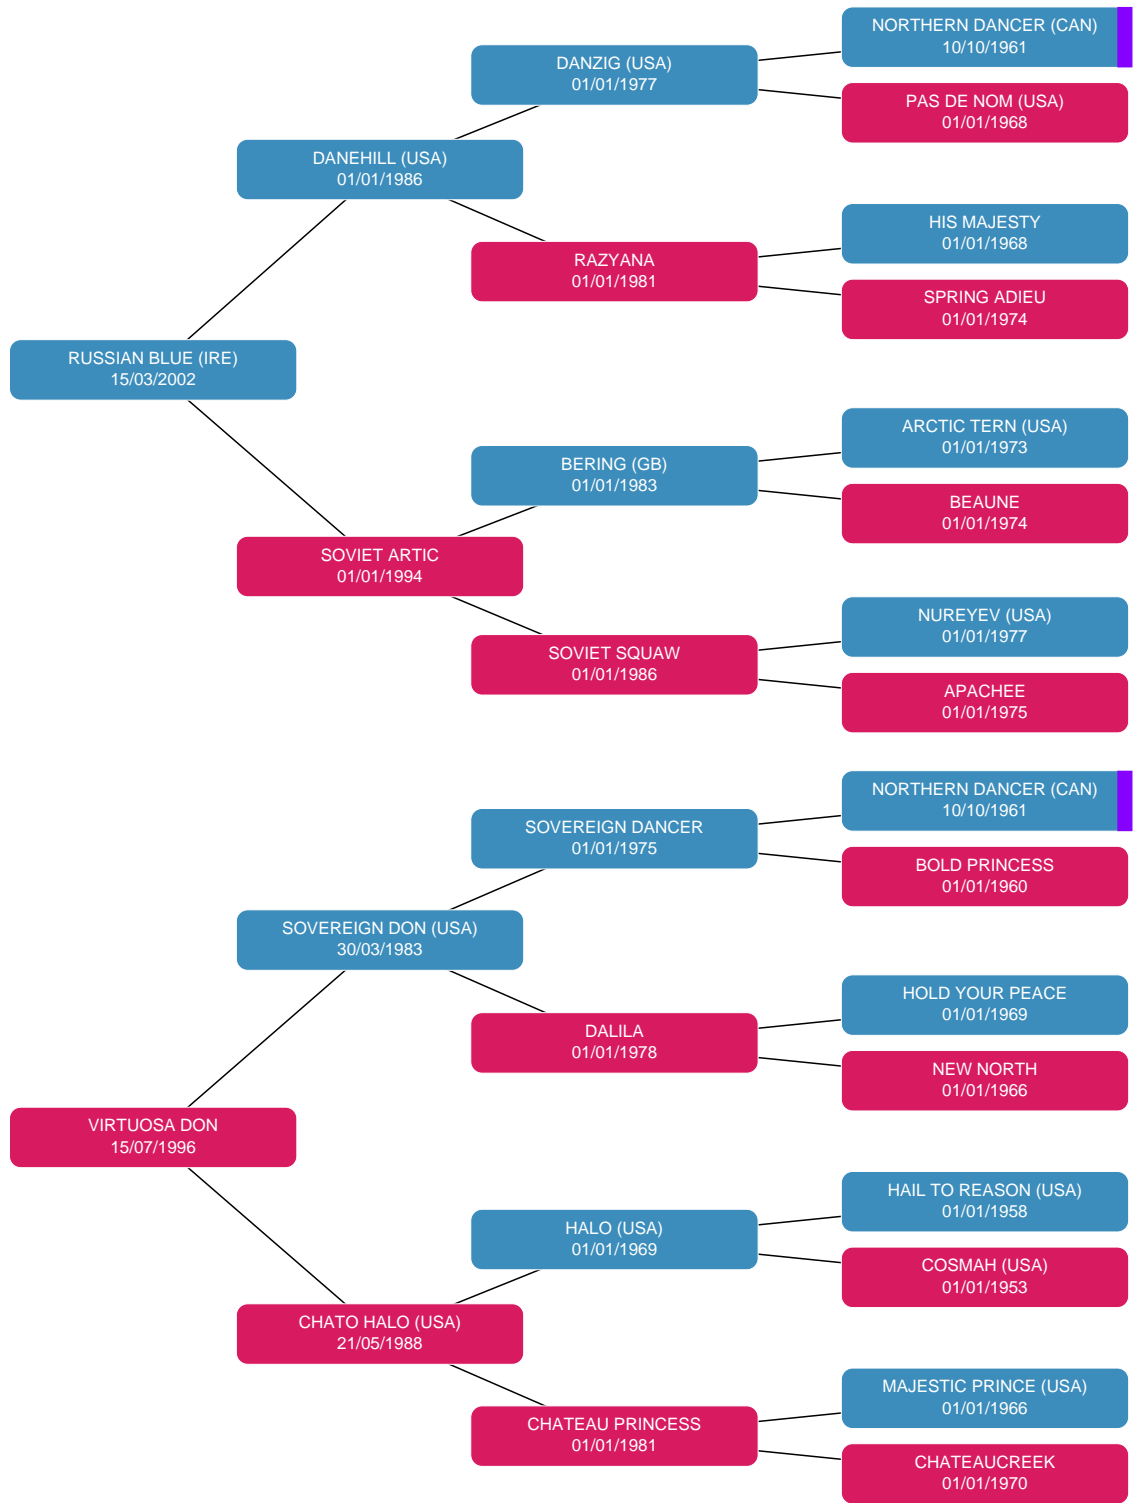 NORTHERN DANCER (CAN)
10/10/1961
DANZIG (USA)
01/01/1977
PAS DE NOM (USA)
01/01/1968
DANEHILL (USA)
01/01/1986
HIS MAJESTY
01/01/1968
RAZYANA
01/01/1981
SPRING ADIEU
01/01/1974
RUSSIAN BLUE (IRE)
15/03/2002
ARCTIC TERN (USA)
01/01/1973
BERING (GB)
01/01/1983
BEAUNE
01/01/1974
SOVIET ARTIC
01/01/1994
NUREYEV (USA)
01/01/1977
SOVIET SQUAW
01/01/1986
APACHEE
01/01/1975
NORTHERN DANCER (CAN)
10/10/1961
SOVEREIGN DANCER
01/01/1975
BOLD PRINCESS
01/01/1960
SOVEREIGN DON (USA)
30/03/1983
HOLD YOUR PEACE
01/01/1969
DALILA
01/01/1978
NEW NORTH
01/01/1966
VIRTUOSA DON
15/07/1996
HAIL TO REASON (USA)
01/01/1958
HALO (USA)
01/01/1969
COSMAH (USA)
01/01/1953
CHATO HALO (USA)
21/05/1988
MAJESTIC PRINCE (USA)
01/01/1966
CHATEAU PRINCESS
01/01/1981
CHATEAUCREEK
01/01/1970